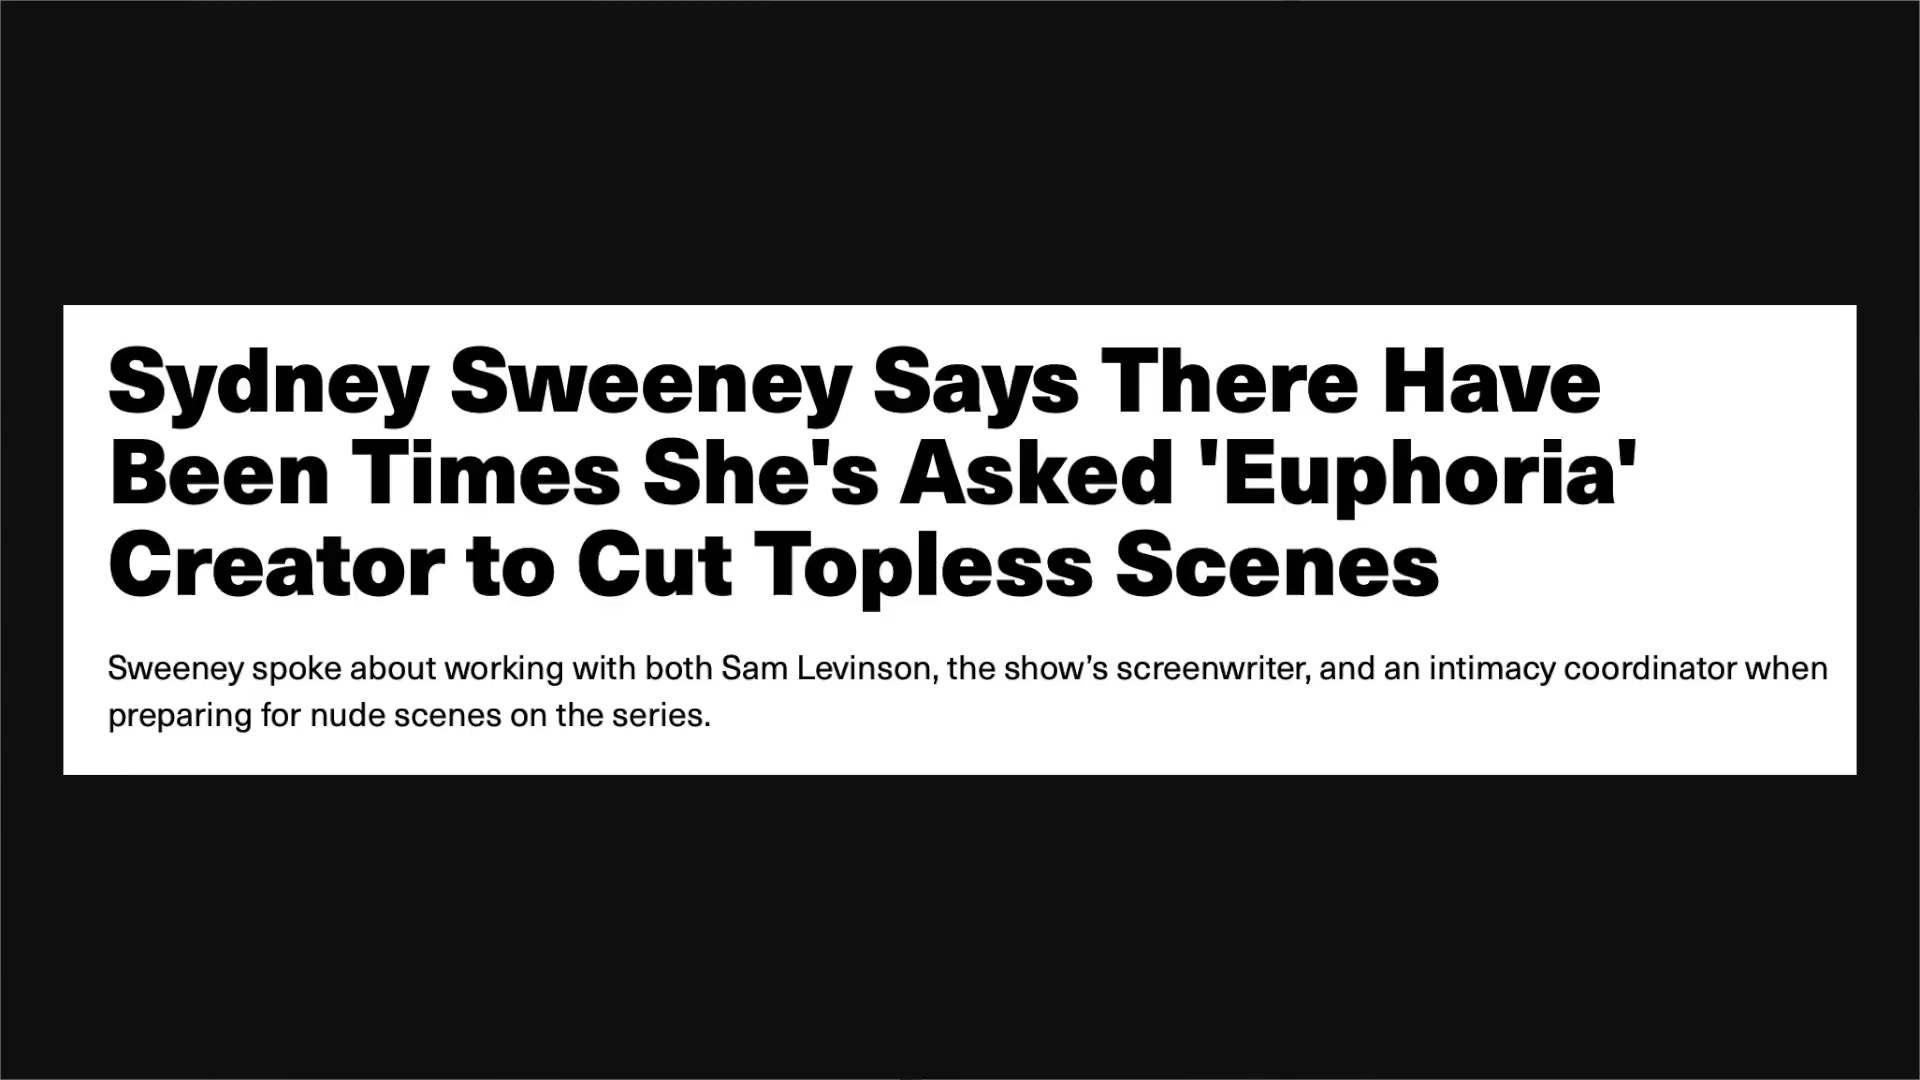 Sydney Sweeney Says There Have
Been Times She's Asked 'Euphoria'
Creator to Cut Topless Scenes
Sweeney spoke about working with both Sam Levinson, the show’s screenwriter, and an intimacy coordinator when
preparing for nude scenes on the series.